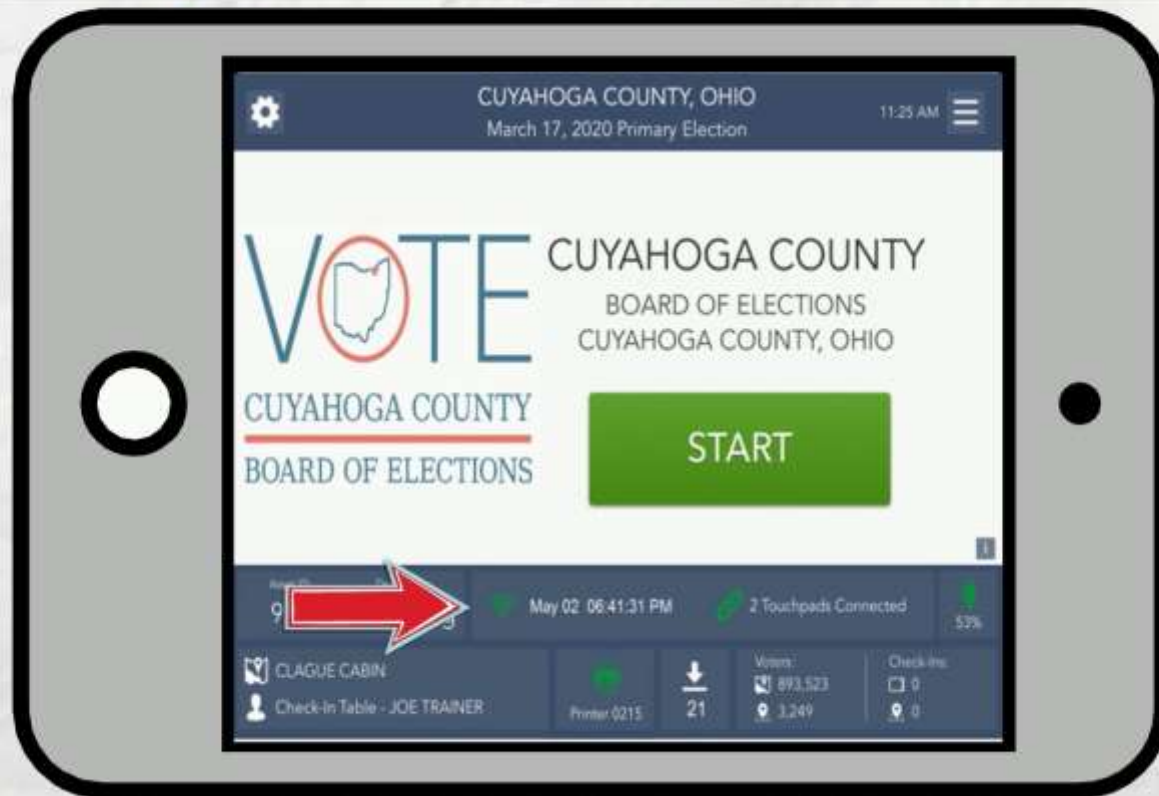 CUYAHOGA COUNTY, OHIO
March 17, 2020 Primary Election
11:25 AM
VOTE
CUYAHOGA COUNTY
BOARD OF ELECTIONS
CUYAHOGA COUNTY
BOARD OF ELECTIONS
CUYAHOGA COUNTY, OHIO
START
May 02 06:41:31 PM
2 Touchpads Connected
53%
CLAGUE CABIN
Check-In Table - JOE TRAINER
Printer 0215
21
Voters:
893,523
3,249
Check-Ins:
0
0